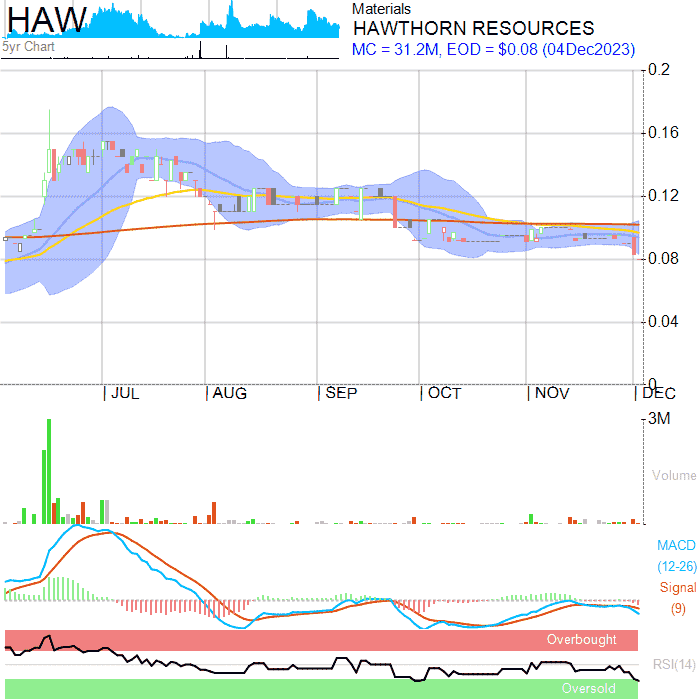 HAW
5yr Chart
Materials
HAWTHORN RESOURCES
MC = 31.2M, EOD = $0.08 (04Dec2023)
0.2
0.16
0.12
0.08
0.04
0
JUL AUG SEP OCT NOV DEC
3M
Volume
MACD
(12-26)
Signal
(9)
Overbought
RSI(14)
Oversold